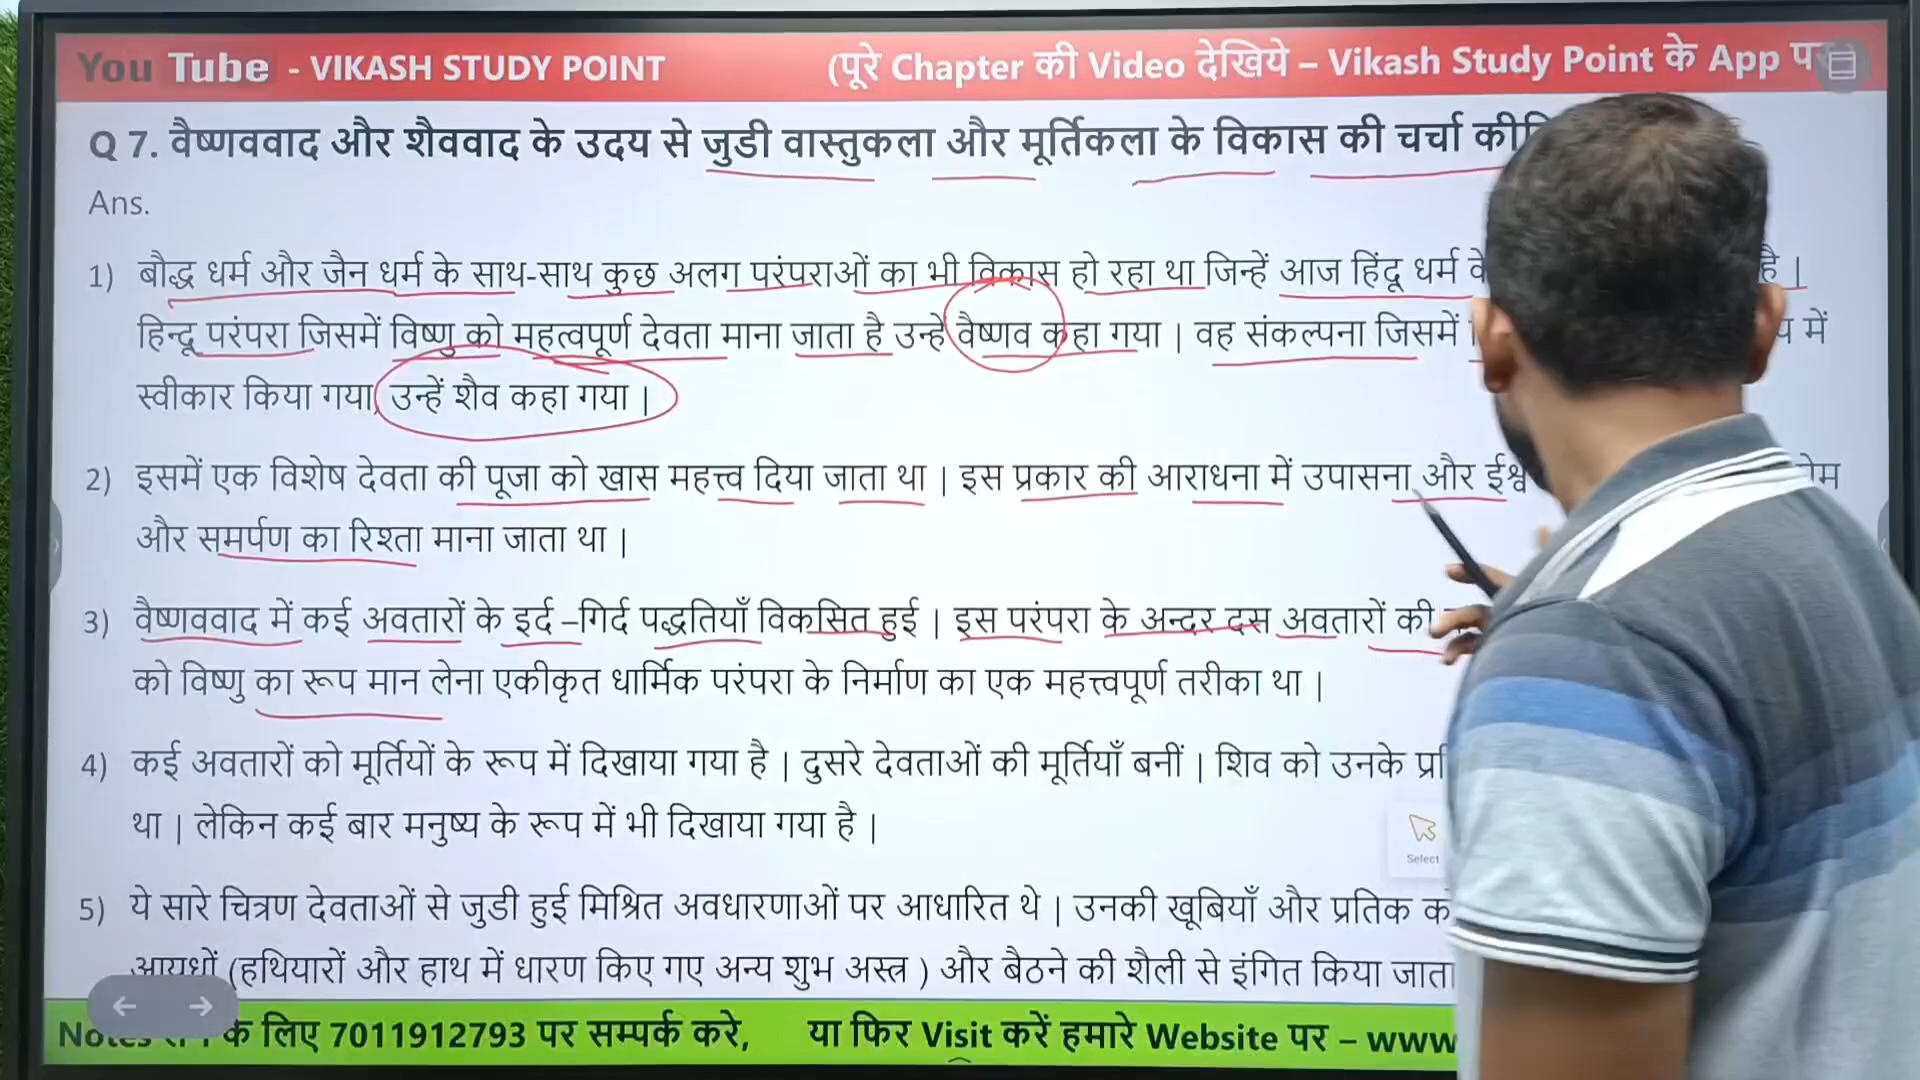 You Tube - VIKASH STUDY POINT (पूरे Chapter की Video देखिये – Vikash Study Point के App
Q 7. वैष्णववाद और शैववाद के उदय से जुडी वास्तुकला और मूर्तिकला के विकास की चर्चा
Ans.
1) बौद्ध धर्म और जैन धर्म के साथ-साथ कुछ अलग परंपराओं का भी विकास हो रहा था जिन्हें आज हिंदू धर्म है |
हिन्दू परंपरा जिसमें विष्णु को महत्वपूर्ण देवता माना जाता है उन्हे वैष्णव कहा गया | वह संकल्पना जिसमें में
स्वीकार किया गया, उन्हें शैव कहा गया |
2) इसमें एक विशेष देवता की पूजा को खास महत्त्व दिया जाता था | इस प्रकार की आराधना में उपासना और
और समर्पण का रिश्ता माना जाता था |
3) वैष्णववाद में कई अवतारों के इर्द –गिर्द पद्धतियाँ विकसित हुई | इस परंपरा के अन्दर दस अवतारों की
को विष्णु का रूप मान लेना एकीकृत धार्मिक परंपरा के निर्माण का एक महत्त्वपूर्ण तरीका था |
4) कई अवतारों को मूर्तियों के रूप में दिखाया गया है | दुसरे देवताओं की मूर्तियाँ बनीं | शिव को उनके
था | लेकिन कई बार मनुष्य के रूप में भी दिखाया गया है |
Select
5) ये सारे चित्रण देवताओं से जुडी हुई मिश्रित अवधारणाओं पर आधारित थे | उनकी खूबियाँ और प्रतिक
आयुधों (हथियारों और हाथ में धारण किए गए अन्य शुभ अस्त्र ) और बैठने की शैली से इंगित किया जाता
के लिए 7011912793 पर सम्पर्क करे, या फिर Visit करें हमारे Website पर – www